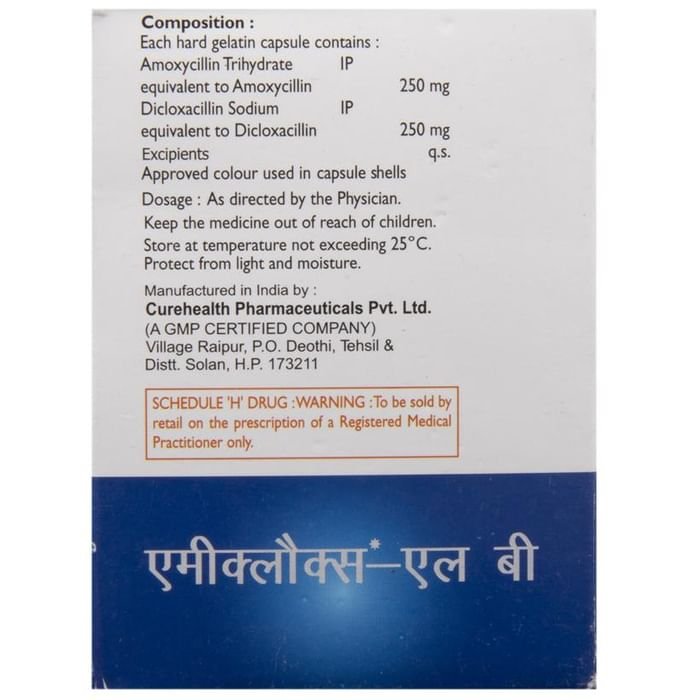 Composition :
Each hard gelatin capsule contains :
Amoxycillin Trihydrate IP
equivalent to Amoxycillin 250 mg
Dicloxacillin Sodium IP
equivalent to Dicloxacillin 250 mg
Excipients q.s.
Approved colour used in capsule shells
Dosage : As directed by the Physician.
Keep the medicine out of reach of children.
Store at temperature not exceeding 25°C.
Protect from light and moisture.
Manufactured in India by :
Curehealth Pharmaceuticals Pvt. Ltd.
(A GMP CERTIFIED COMPANY)
Village Raipur, P.O. Deothi, Tehsil &
Distt. Solan, H.P. 173211
SCHEDULE 'H' DRUG :WARNING :To be sold by
retail on the prescription of a Registered Medical
Practitioner only.
एमीक्लौक्स*–एल बी